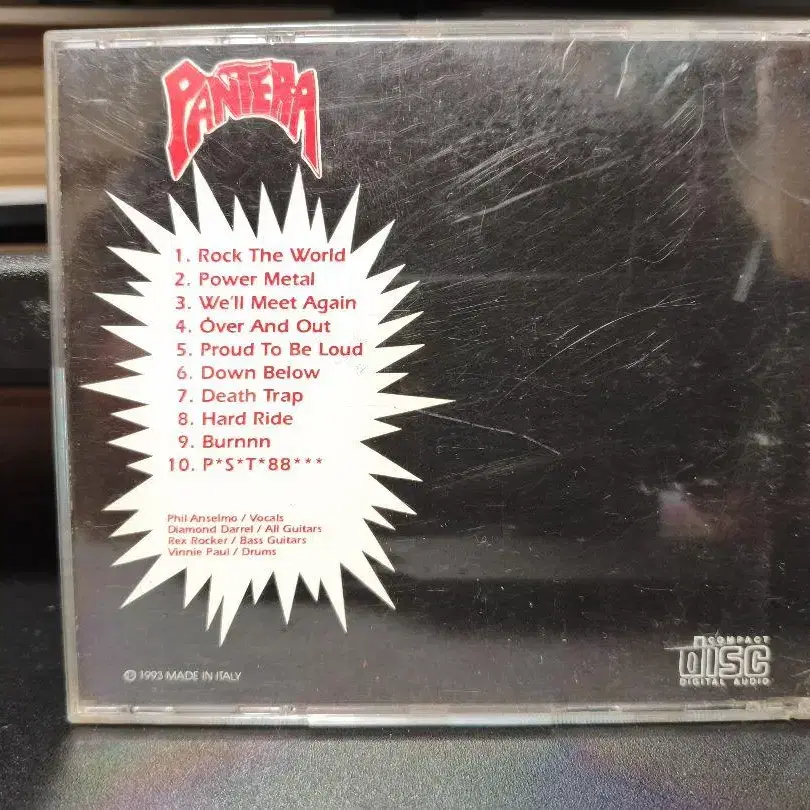 PANTERA
1. Rock The World
2. Power Metal
3. We'll Meet Again
4. Over And Out
5. Proud To Be Loud
6. Down Below
7. Death Trap
8. Hard Ride
9. Burnnn
10. P*S*T*88***
Phil Anselmo / Vocals
Diamond Darrel / All Guitars
Rex Rocker / Bass Guitars
Vinnie Paul / Drums
© 1993 MADE IN ITALY
COMPACT
disc
DIGITAL AUDIO